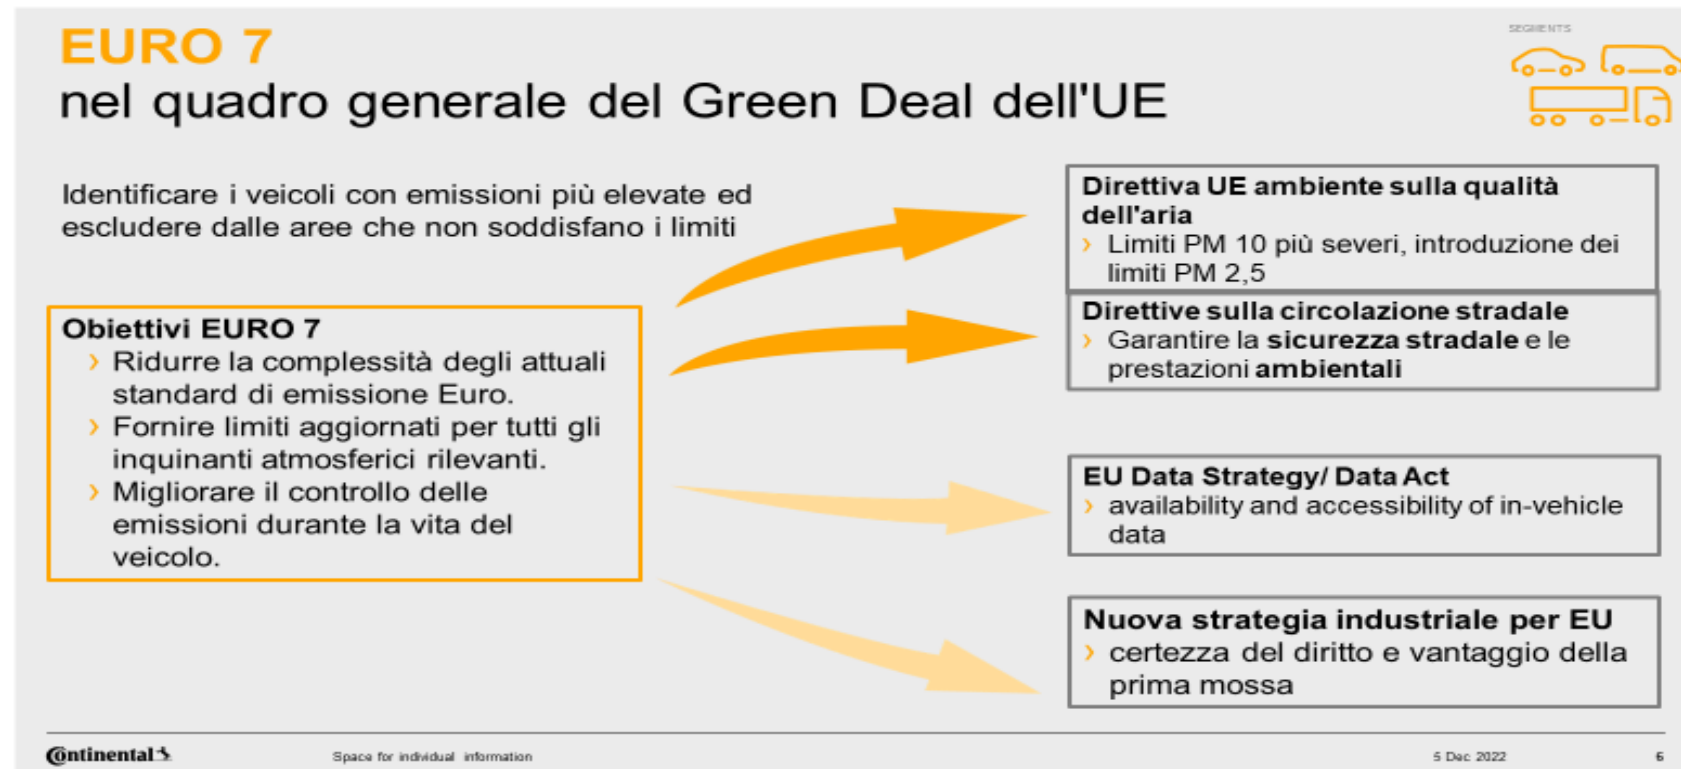 EURO 7
nel quadro generale del Green Deal dell'UE
SEGMENTS
Identificare i veicoli con emissioni più elevate ed
escludere dalle aree che non soddisfano i limiti
Obiettivi EURO 7
› Ridurre la complessità degli attuali
standard di emissione Euro.
› Fornire limiti aggiornati per tutti gli
inquinanti atmosferici rilevanti.
› Migliorare il controllo delle
emissioni durante la vita del
veicolo.
Direttiva UE ambiente sulla qualità
dell'aria
› Limiti PM 10 più severi, introduzione dei
limiti PM 2,5
Direttive sulla circolazione stradale
› Garantire la sicurezza stradale e le
prestazioni ambientali
EU Data Strategy/ Data Act
› availability and accessibility of in-vehicle
data
Nuova strategia industriale per EU
› certezza del diritto e vantaggio della
prima mossa
Continental
Space for individual information
5 Dec 2022
6